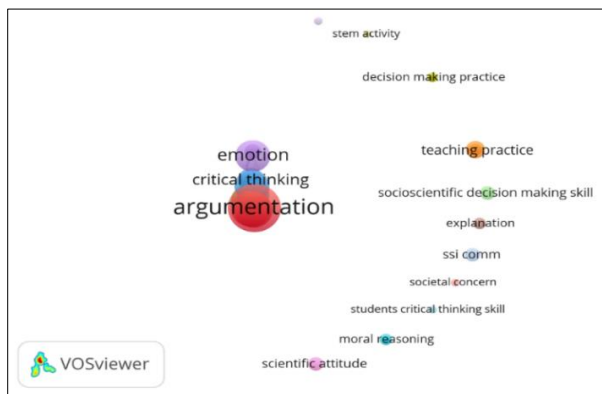 stem activity
decision making practice
emotion
teaching practice
critical thinking
socioscientific decision making skill
argumentation
explanation
ssi comm
societal concern
students critical thinking skill
moral reasoning
scientific attitude
VOSviewer